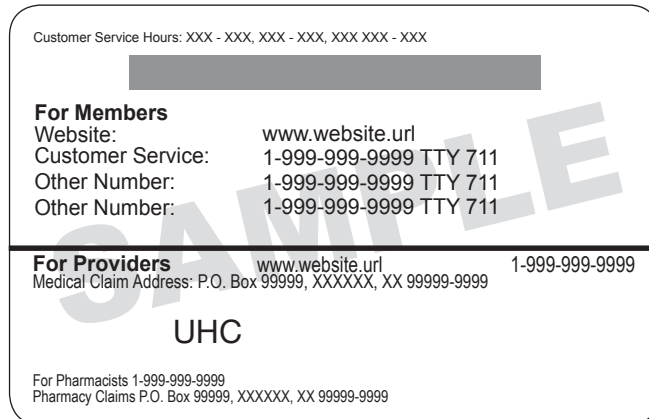 Customer Service Hours: XXX - XXX, XXX - XXX, XXX XXX - XXX
For Members
Website: www.website.url
Customer Service: 1-999-999-9999 TTY 711
Other Number: 1-999-999-9999 TTY 711
Other Number: 1-999-999-9999 TTY 711
SAMPLE
For Providers www.website.url 1-999-999-9999
Medical Claim Address: P.O. Box 99999, XXXXXX, XX 99999-9999
UHC
For Pharmacists 1-999-999-9999
Pharmacy Claims P.O. Box 99999, XXXXXX, XX 99999-9999